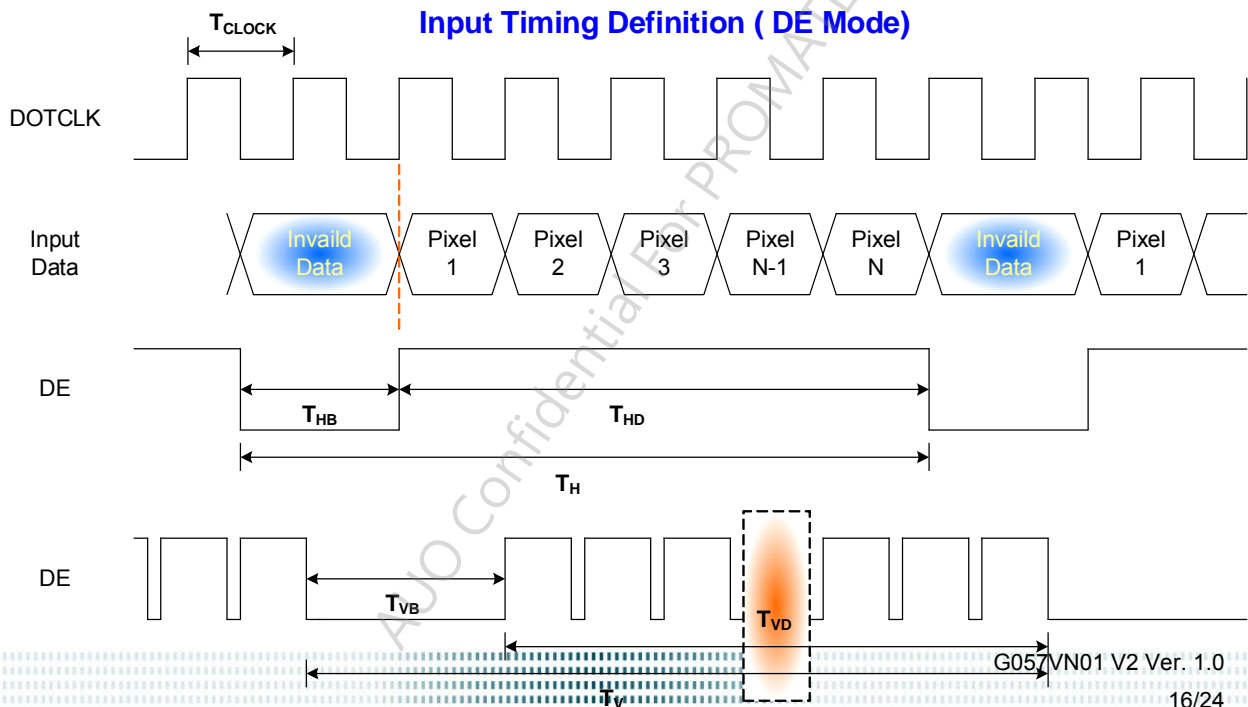 Input Timing Definition ( DE Mode)
TCLOCK
DOTCLK
Input
Data
Invaild
Data
Pixel
1
Pixel
2
Pixel
3
Pixel
N-1
Pixel
N
Invaild
Data
Pixel
1
DE
THB
THD
TH
DE
TVB
TVD
TV
AUO Confidential For PROMATE
G057VN01 V2 Ver. 1.0
16/24